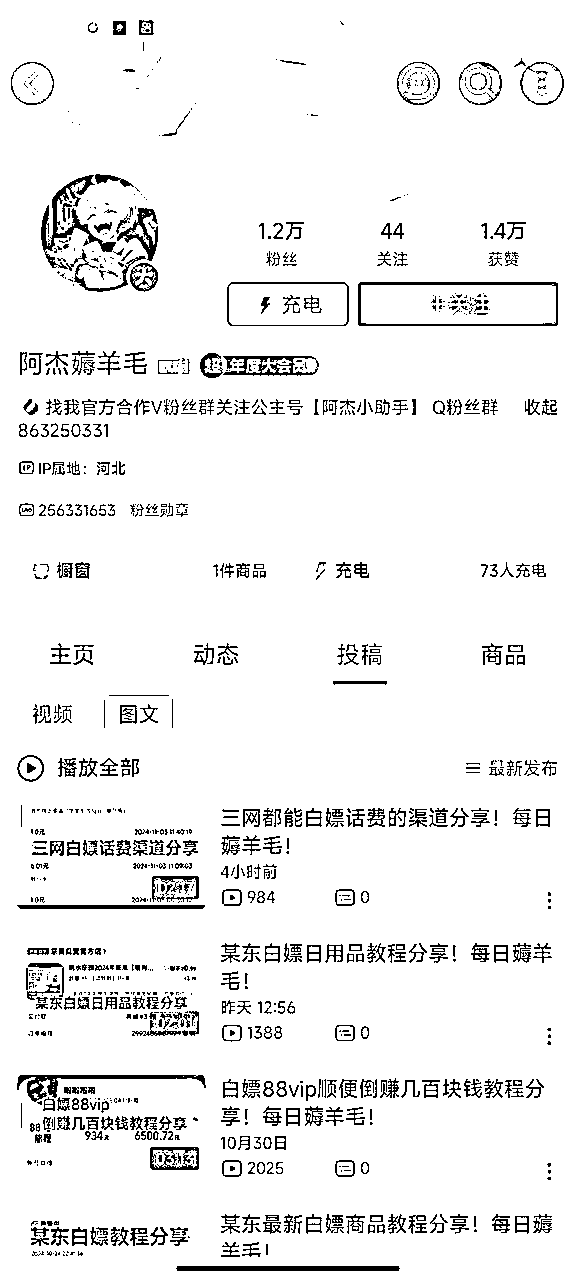 1.2万 44 1.4万
粉丝 关注 获赞
充电
阿杰薅羊毛 年度大会员
找我官方合作V粉丝群关注公主号【阿杰小助手】 Q粉丝群 收起
863250331
IP属地：河北
256331653 粉丝勋章
橱窗 1件商品 充电 73人充电
主页 动态 投稿 商品
视频 图文
播放全部 最新发布
三网都能白嫖话费的渠道分享！每日
薅羊毛！
4小时前
984 0
三网白嫖话费渠道分享
02:17
某东白嫖日用品教程分享！每日薅羊
毛！
昨天 12:56
1388 0
某东白嫖日用品教程分享
02:01
白嫖88vip顺便倒赚几百块钱教程分
享！每日薅羊毛！
10月30日
2025 0
白嫖88vip
倒赚几百块钱教程分享
934元 6500.72元
03:13
某东最新白嫖商品教程分享！每日薅
羊毛！
某东白嫖教程分享